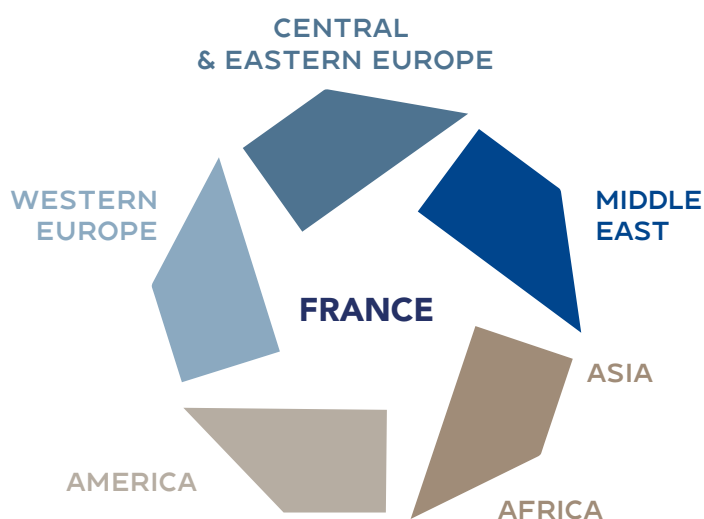 CENTRAL
& EASTERN EUROPE
WESTERN
EUROPE
MIDDLE
EAST
FRANCE
ASIA
AMERICA
AFRICA